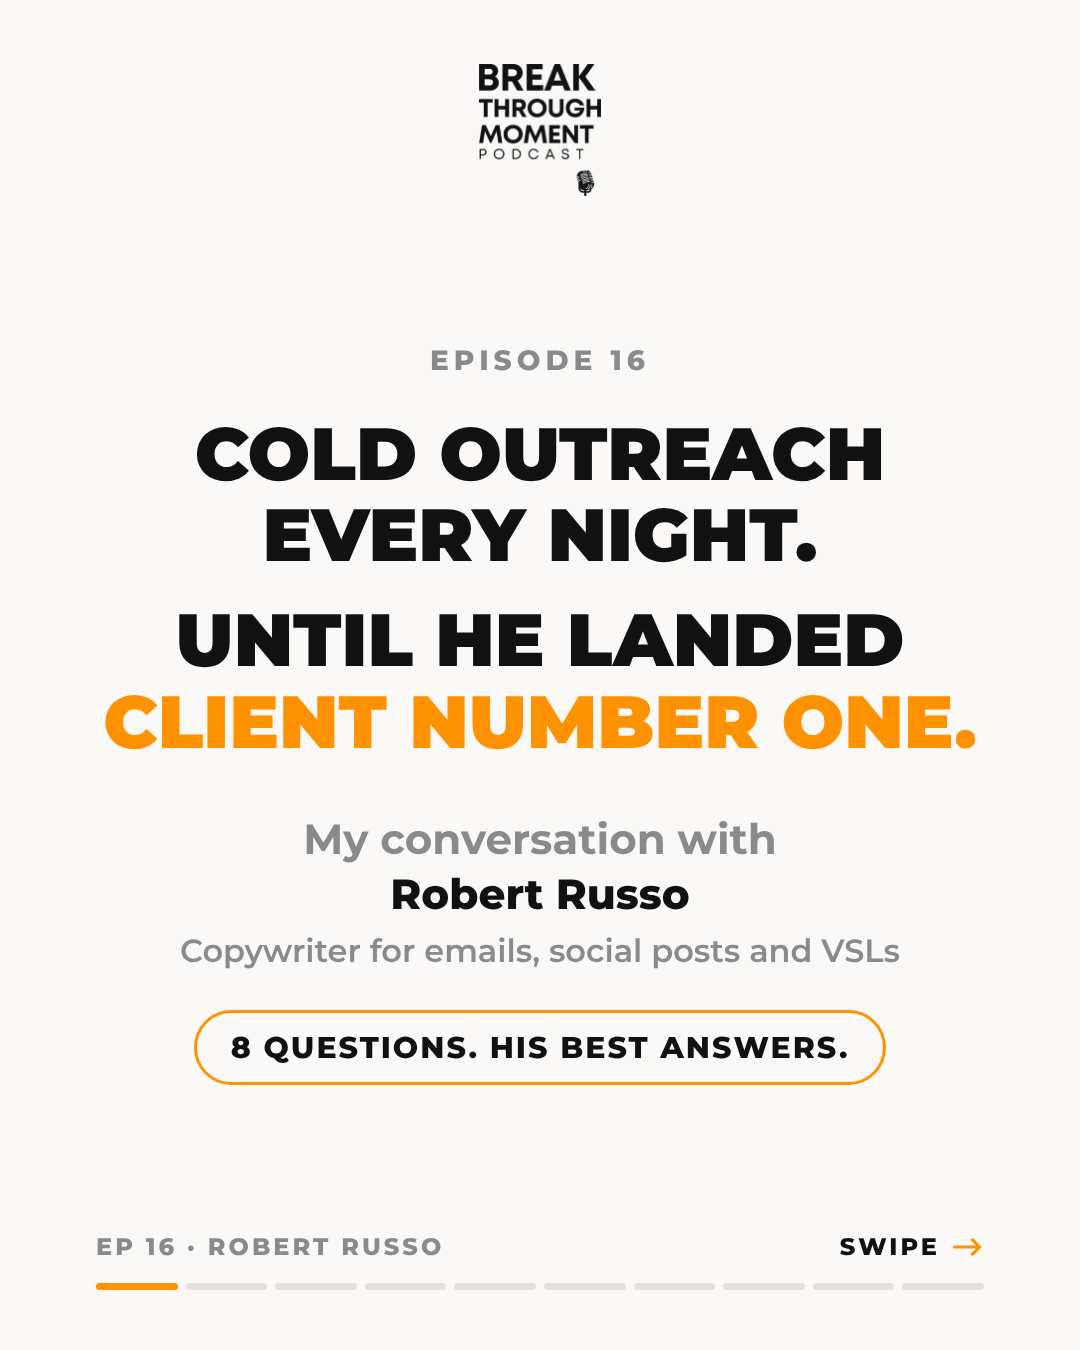 BREAK
THROUGH
MOMENT
PODCAST
EPISODE 16
COLD OUTREACH
EVERY NIGHT.
UNTIL HE LANDED
CLIENT NUMBER ONE.
My conversation with
Robert Russo
Copywriter for emails, social posts and VSLs
8 QUESTIONS. HIS BEST ANSWERS.
EP 16 · ROBERT RUSSO
SWIPE →